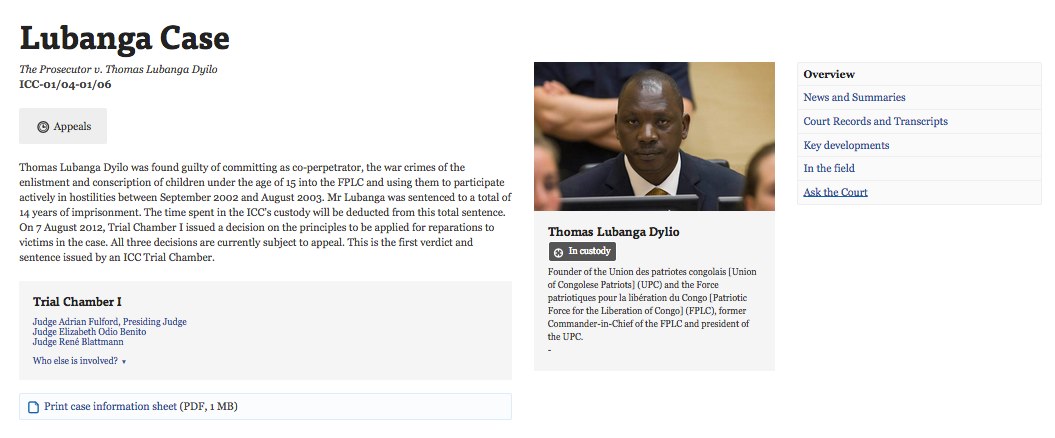 Lubanga Case
The Prosecutor v. Thomas Lubanga Dyilo
ICC-01/04-01/06
Appeals
Thomas Lubanga Dyilo was found guilty of committing as co-perpetrator, the war crimes of the
enlistment and conscription of children under the age of 15 into the FPLC and using them to participate
actively in hostilities between September 2002 and August 2003. Mr Lubanga was sentenced to a total of
14 years of imprisonment. The time spent in the ICC's custody will be deducted from this total sentence.
On 7 August 2012, Trial Chamber I issued a decision on the principles to be applied for reparations to
victims in the case. All three decisions are currently subject to appeal. This is the first verdict and
sentence issued by an ICC Trial Chamber.
Trial Chamber I
Judge Adrian Fulford, Presiding Judge
Judge Elizabeth Odio Benito
Judge René Blattmann
Who else is involved? ▾
Print case information sheet (PDF, 1 MB)
Thomas Lubanga Dylio
In custody
Founder of the Union des patriotes congolais [Union
of Congolese Patriots] (UPC) and the Force
patriotiques pour la libération du Congo [Patriotic
Force for the Liberation of Congo] (FPLC), former
Commander-in-Chief of the FPLC and president of
the UPC.
-
Overview
News and Summaries
Court Records and Transcripts
Key developments
In the field
Ask the Court